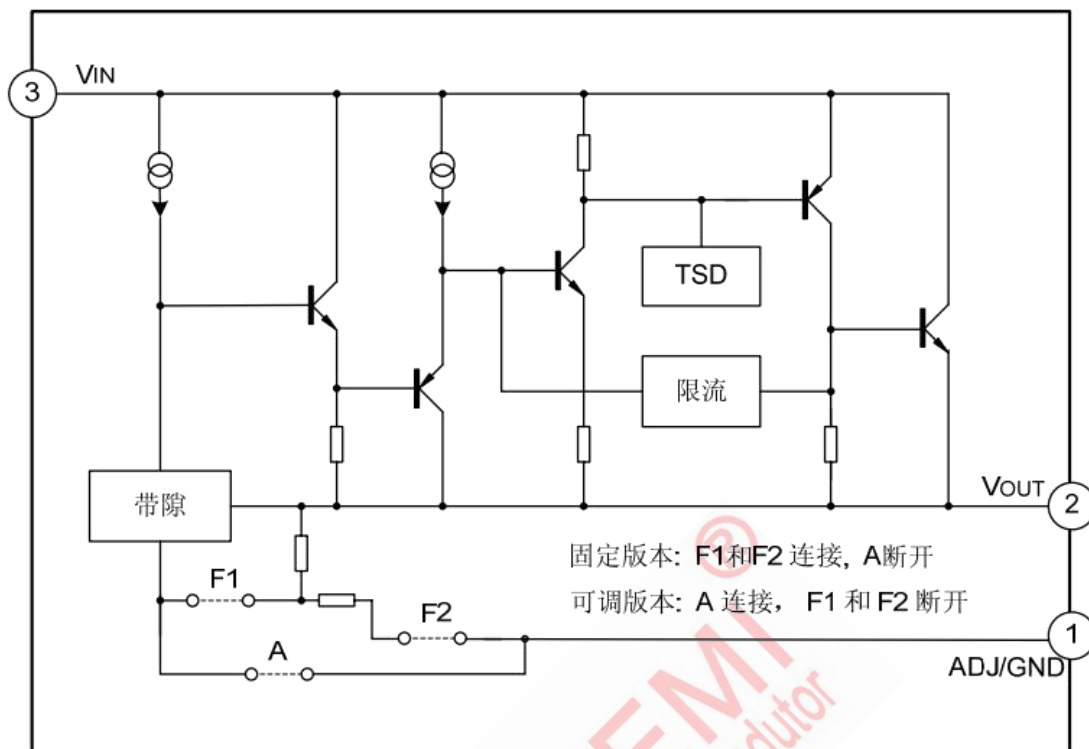 3
VIN
TSD
限流
带隙
VOUT
2
固定版本: F1和F2 连接, A断开
F1
可调版本: A 连接， F1 和 F2 断开
F2
1
A
ADJ/GND
®
EMI